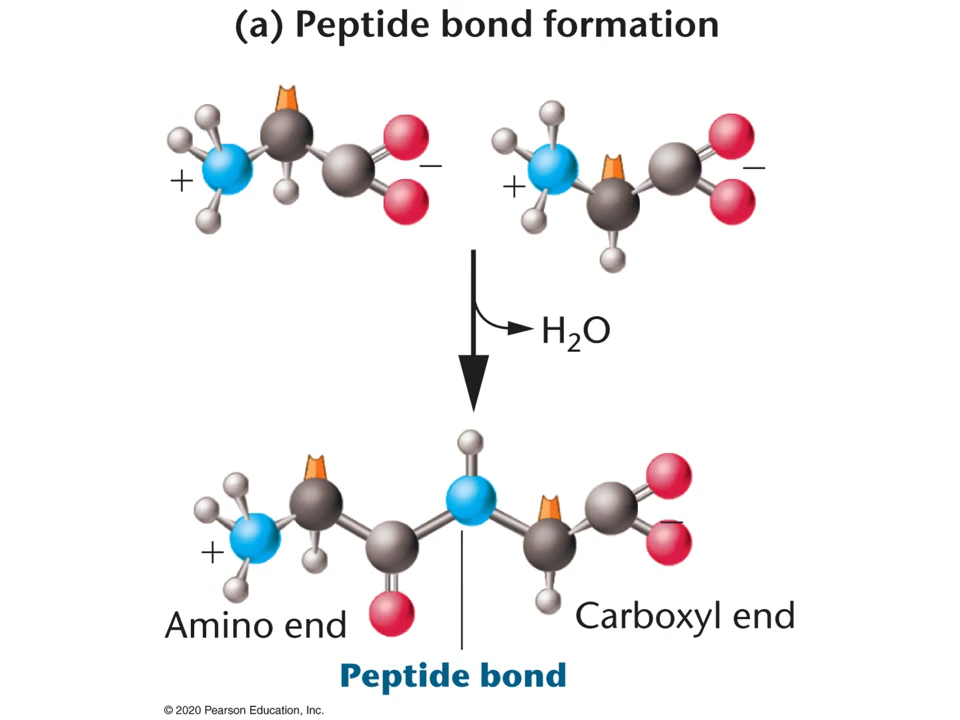 (a) Peptide bond formation
+
−
+
−
H₂O
+
−
Amino end
Carboxyl end
Peptide bond
© 2020 Pearson Education, Inc.